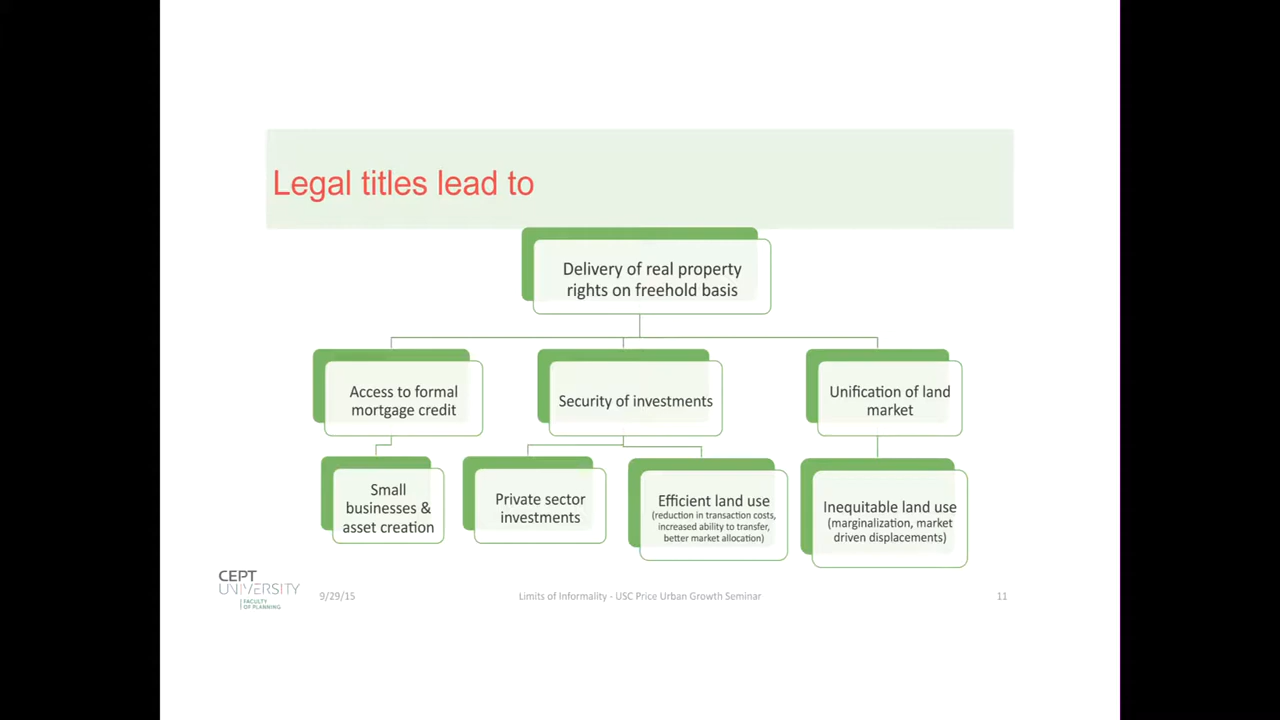 Legal titles lead to
Delivery of real property
rights on freehold basis
Access to formal
mortgage credit
Security of investments
Unification of land
market
Small
businesses &
asset creation
Private sector
investments
Efficient land use
(reduction in transaction costs,
increased ability to transfer,
better market allocation)
Inequitable land use
(marginalization, market
driven displacements)
CEPT
UNIVERSITY
FACULTY
OF PLANNING
9/29/15
Limits of Informality - USC Price Urban Growth Seminar
11